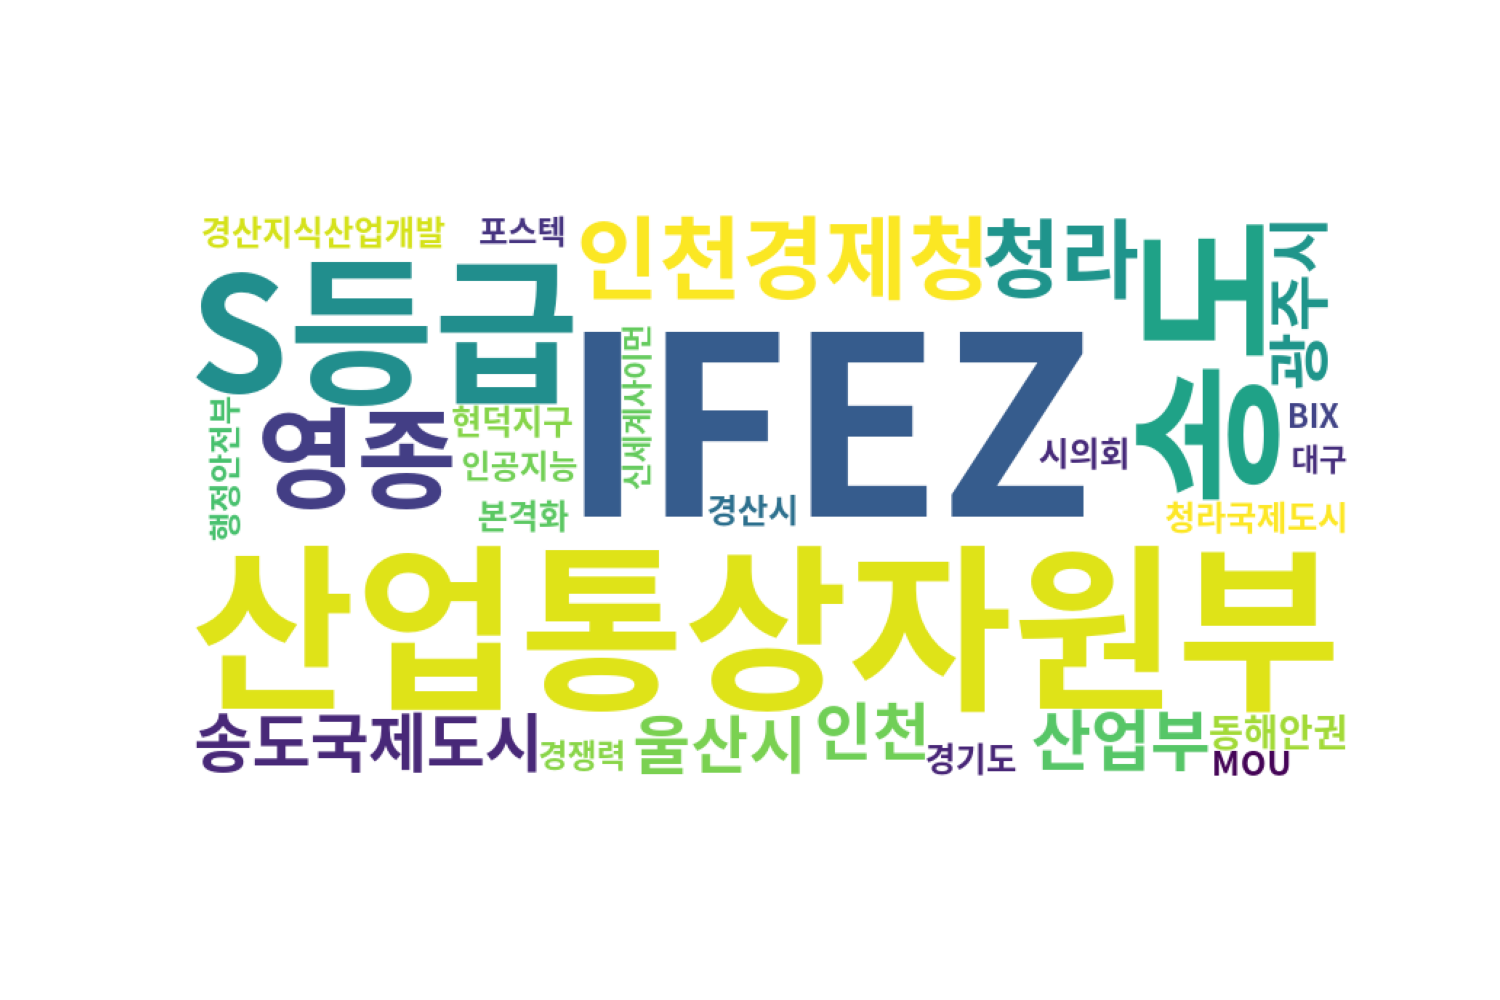 경산지식산업개발
포스텍
인천경제청
청라
송도
광주시
S등급
IFEZ
신세계사이먼
행정안전부
영종
현덕지구
인공지능
본격화
경산시
시의회
BIX
대구
청라국제도시
산업통상자원부
송도국제도시
경쟁력
울산시
인천
경기도
산업부
동해안권
MOU